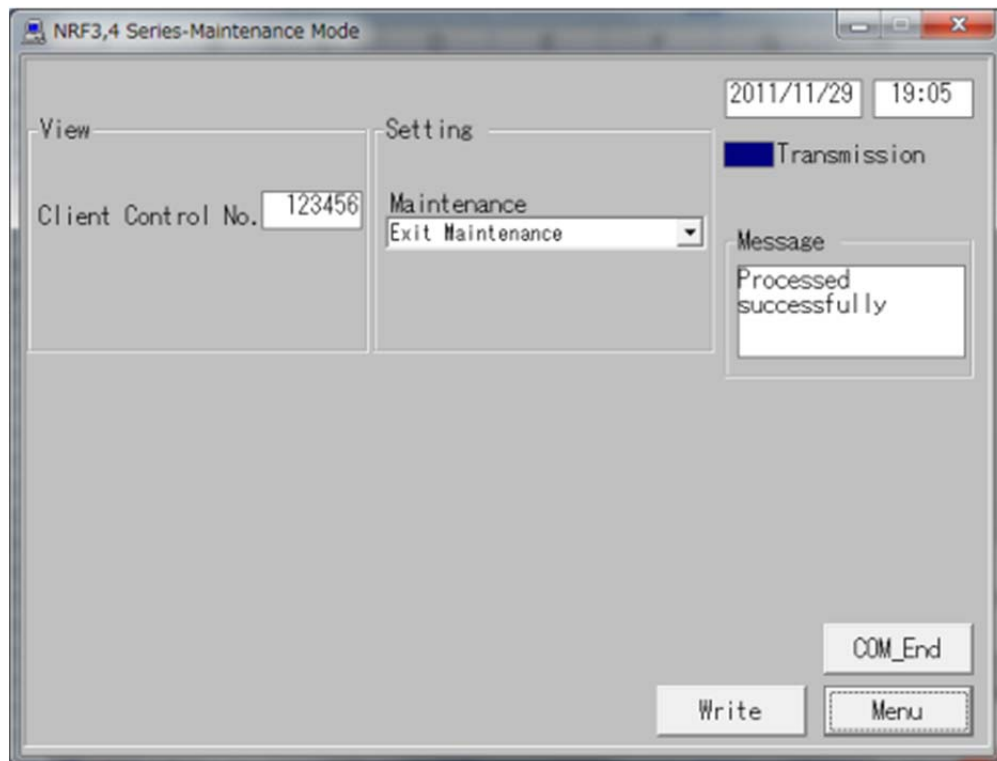 NRF3,4 Series-Maintenance Mode
2011/11/29 19:05
View
Setting
Transmission
Client Control No. 123456
Maintenance
Exit Maintenance
Message
Processed
successfully
COM_End
Write
Menu